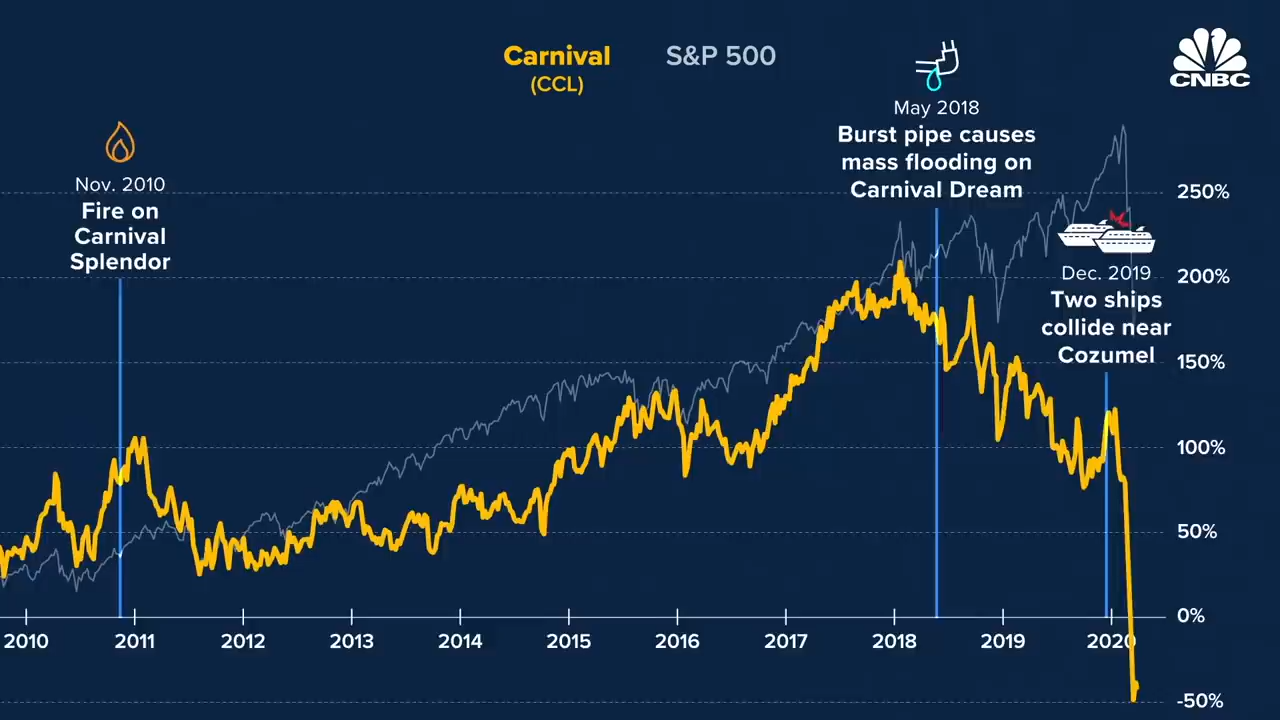 Carnival
(CCL)
S&P 500
CNBC
May 2018
Burst pipe causes
mass flooding on
Carnival Dream
Nov. 2010
Fire on
Carnival
Splendor
250%
200%
Dec. 2019
Two ships
collide near
Cozumel
150%
100%
50%
0%
2010 2011 2012 2013 2014 2015 2016 2017 2018 2019 2020
-50%